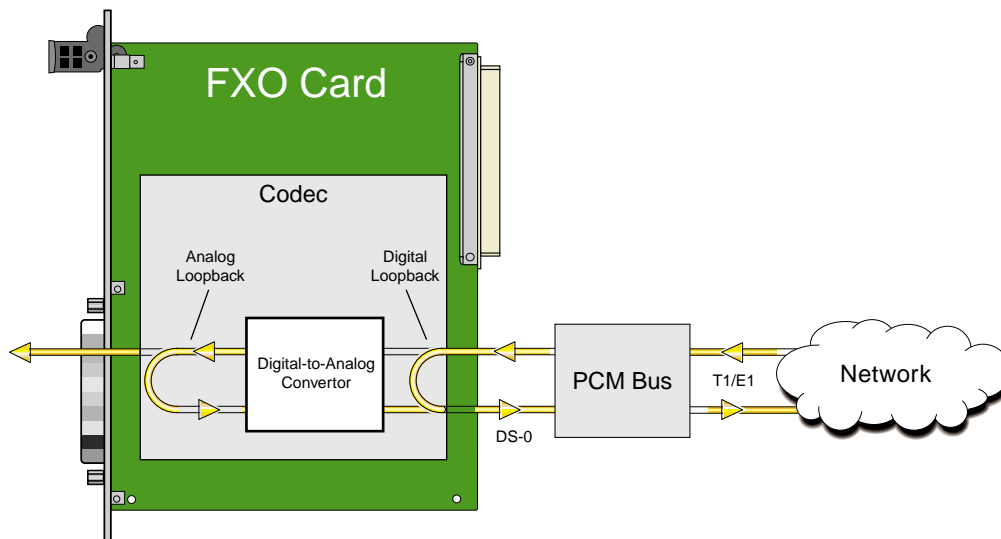 FXO Card
Codec
Analog
Loopback
Digital
Loopback
Digital-to-Analog
Convertor
PCM Bus
T1/E1
Network
DS-0